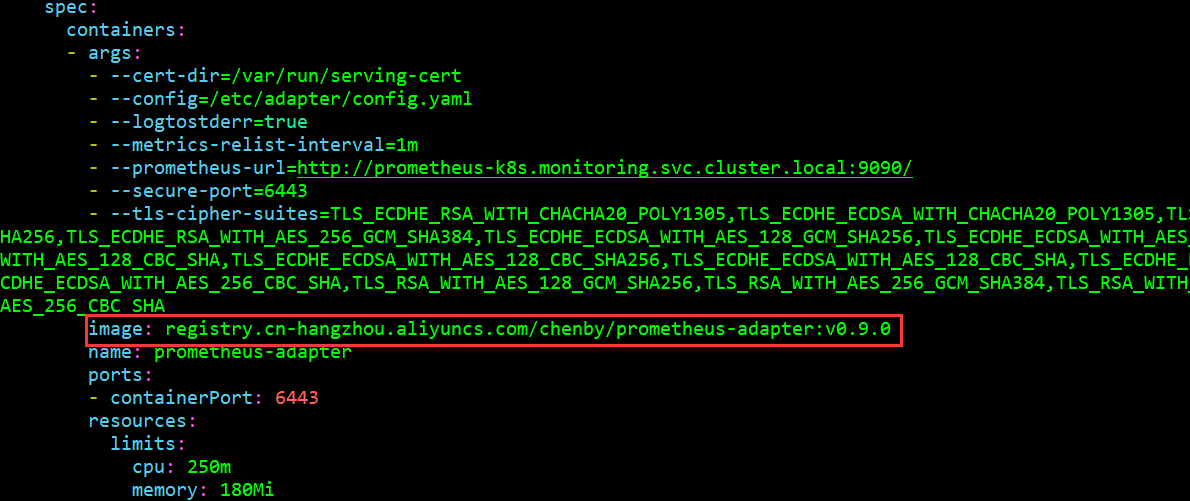 spec:
containers:
- args:
- --cert-dir=/var/run/serving-cert
- --config=/etc/adapter/config.yaml
- --logtostderr=true
- --metrics-relist-interval=1m
- --prometheus-url=http://prometheus-k8s.monitoring.svc.cluster.local:9090/
- --secure-port=6443
- --tls-cipher-suites=TLS_ECDHE_RSA_WITH_CHACHA20_POLY1305,TLS_ECDHE_ECDSA_WITH_CHACHA20_POLY1305,TLS
HA256,TLS_ECDHE_RSA_WITH_AES_256_GCM_SHA384,TLS_ECDHE_ECDSA_WITH_AES_128_GCM_SHA256,TLS_ECDHE_ECDSA_WITH_AES_
WITH_AES_128_CBC_SHA,TLS_ECDHE_ECDSA_WITH_AES_128_CBC_SHA256,TLS_ECDHE_ECDSA_WITH_AES_128_CBC_SHA,TLS_ECDHE_
CDHE_ECDSA_WITH_AES_256_CBC_SHA,TLS_RSA_WITH_AES_128_GCM_SHA256,TLS_RSA_WITH_AES_256_GCM_SHA384,TLS_RSA_WITH_
AES_256_CBC_SHA
image: registry.cn-hangzhou.aliyuncs.com/chenby/prometheus-adapter:v0.9.0
name: prometheus-adapter
ports:
- containerPort: 6443
resources:
limits:
cpu: 250m
memory: 180Mi